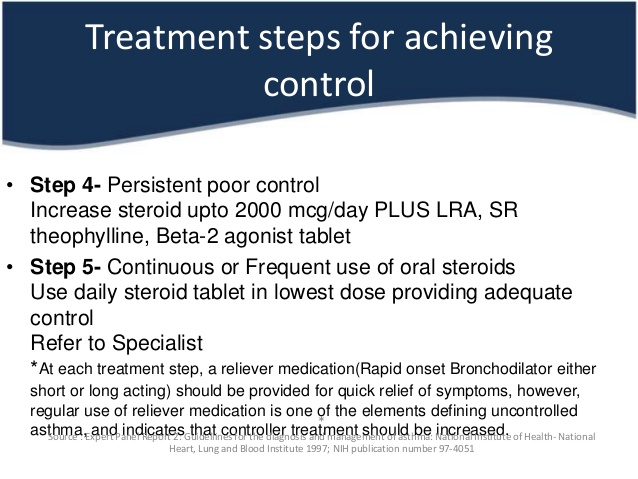 Treatment steps for achieving
control
• Step 4- Persistent poor control
Increase steroid upto 2000 mcg/day PLUS LRA, SR
theophylline, Beta-2 agonist tablet
• Step 5- Continuous or Frequent use of oral steroids
Use daily steroid tablet in lowest dose providing adequate
control
Refer to Specialist
*At each treatment step, a reliever medication(Rapid onset Bronchodilator either
short or long acting) should be provided for quick relief of symptoms, however,
regular use of reliever medication is one of the elements defining uncontrolled
*
asthma, and indicates that controller treatment should be increased.
Source : Expert Panel Report 2: Guidelines for the diagnosis and management of asthma: National Institute of Health- National
Heart, Lung and Blood Institute 1997; NIH publication number 97-4051